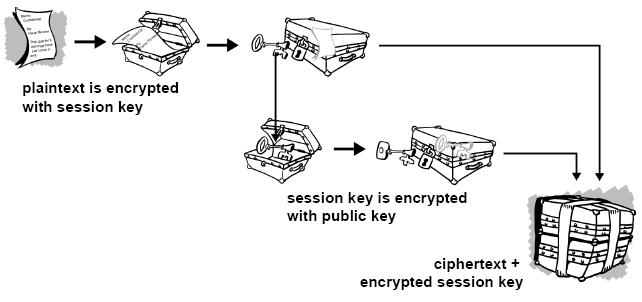 plaintext is encrypted
with session key
session key is encrypted
with public key
ciphertext +
encrypted session key